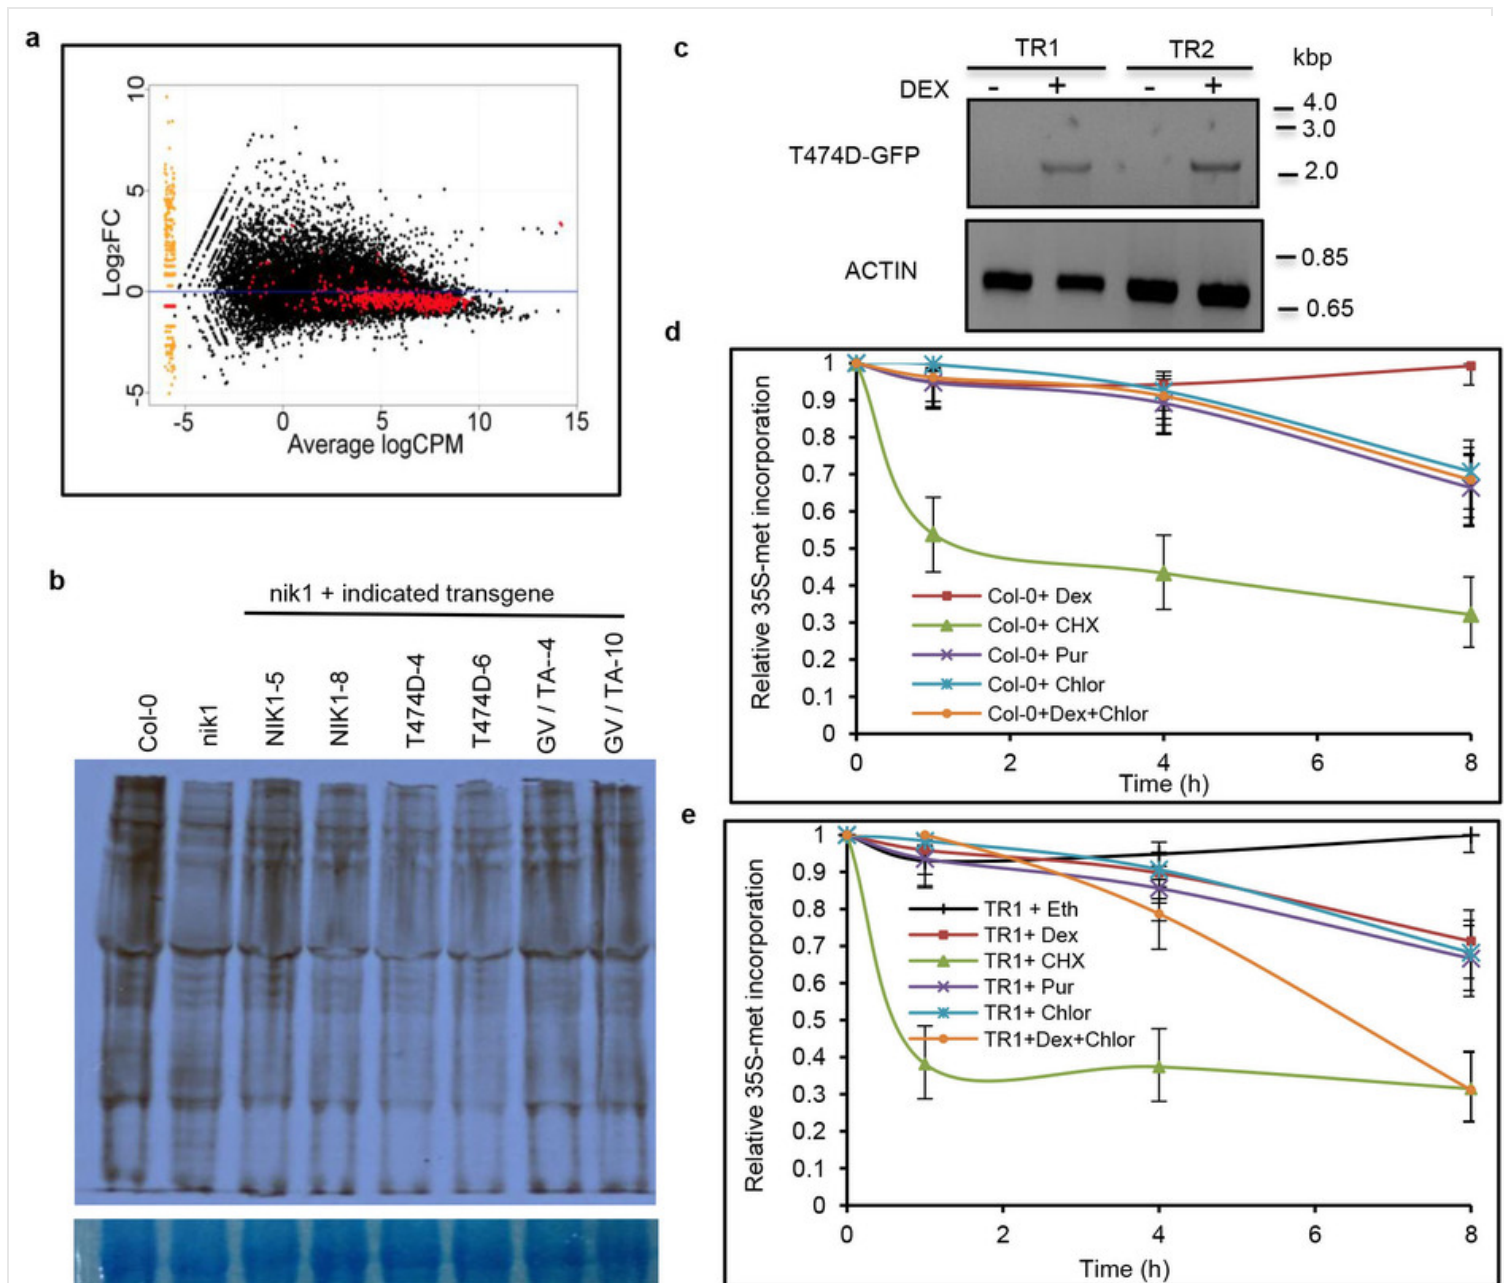 a
10
5
0
-5
Log₂FC
-5 0 5 10 15
Average logCPM
b
nik1 + indicated transgene
Col-0
nik1
NIK1-5
NIK1-8
T474D-4
T474D-6
GV / TA--4
GV / TA-10
c
TR1 TR2
kbp
DEX - + - +
T474D-GFP
4.0
3.0
2.0
ACTIN
0.85
0.65
d
Relative 35S-met incorporation
1
0.9
0.8
0.7
0.6
0.5
0.4
0.3
0.2
0.1
0
Col-0+ Dex
Col-0+ CHX
Col-0+ Pur
Col-0+ Chlor
Col-0+Dex+Chlor
0 2 4 6 8
Time (h)
e
Relative 35S-met incorporation
1
0.9
0.8
0.7
0.6
0.5
0.4
0.3
0.2
0.1
0
TR1 + Eth
TR1+ Dex
TR1+ CHX
TR1+ Pur
TR1+ Chlor
TR1+Dex+Chlor
0 2 4 6 8
Time (h)